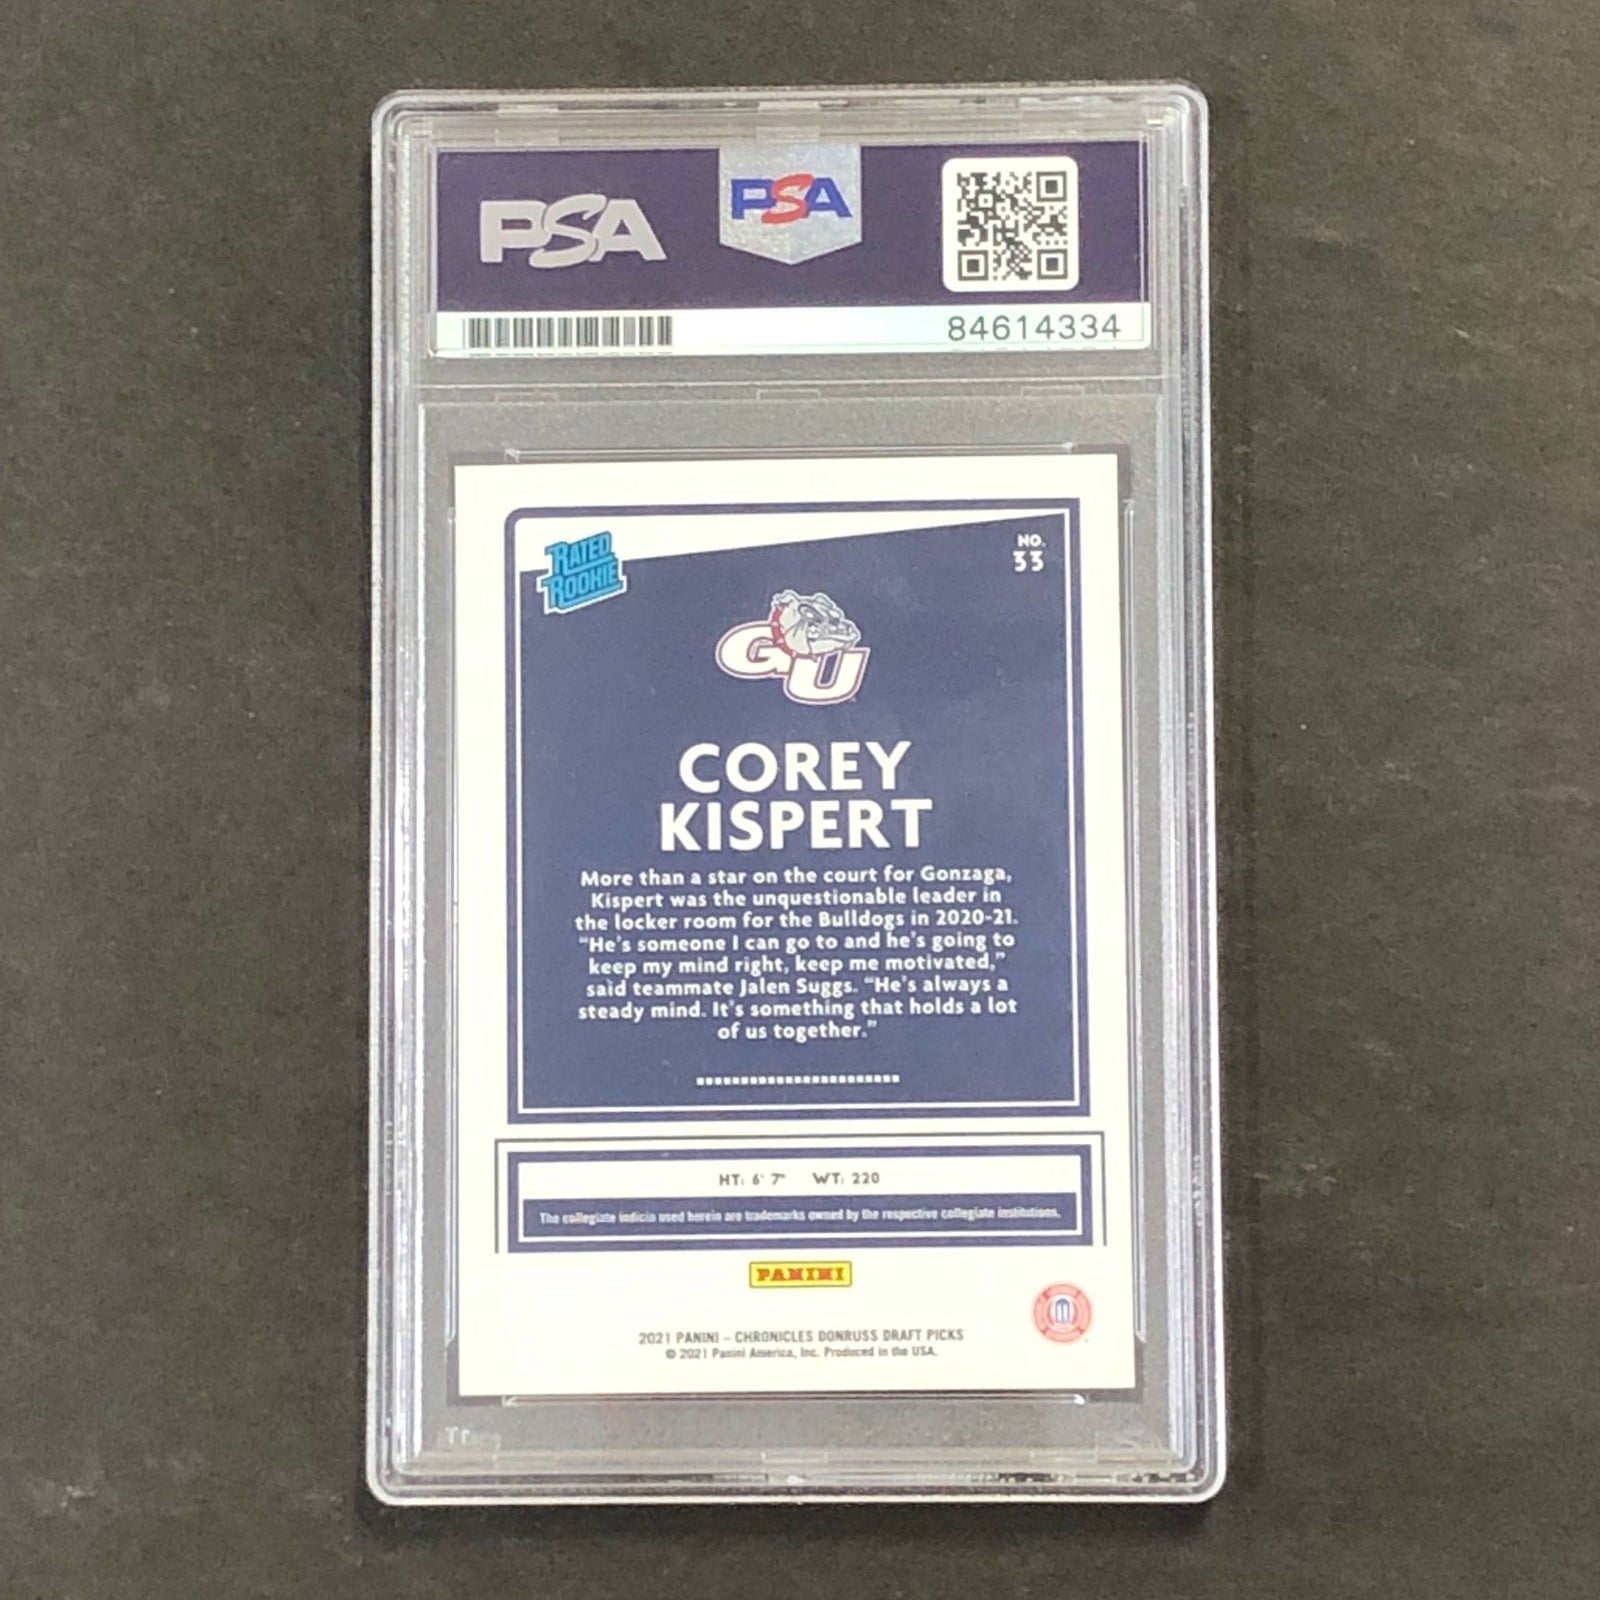 PSA
PSA
84614334
RATED
ROOKIE
NO.
33
GU
COREY
KISPERT
More than a star on the court for Gonzaga,
Kispert was the unquestionable leader in
the locker room for the Bulldogs in 2020-21.
"He's someone I can go to and he's going to
keep my mind right, keep me motivated,"
said teammate Jalen Suggs. "He's always a
steady mind. It's something that holds a lot
of us together."
HT: 6' 7" WT: 220
The collegiate indicia used herein are trademarks owned by the respective collegiate institutions.
PANINI
2021 PANINI – CHRONICLES DONRUSS DRAFT PICKS
© 2021 Panini America, Inc. Produced in the USA.